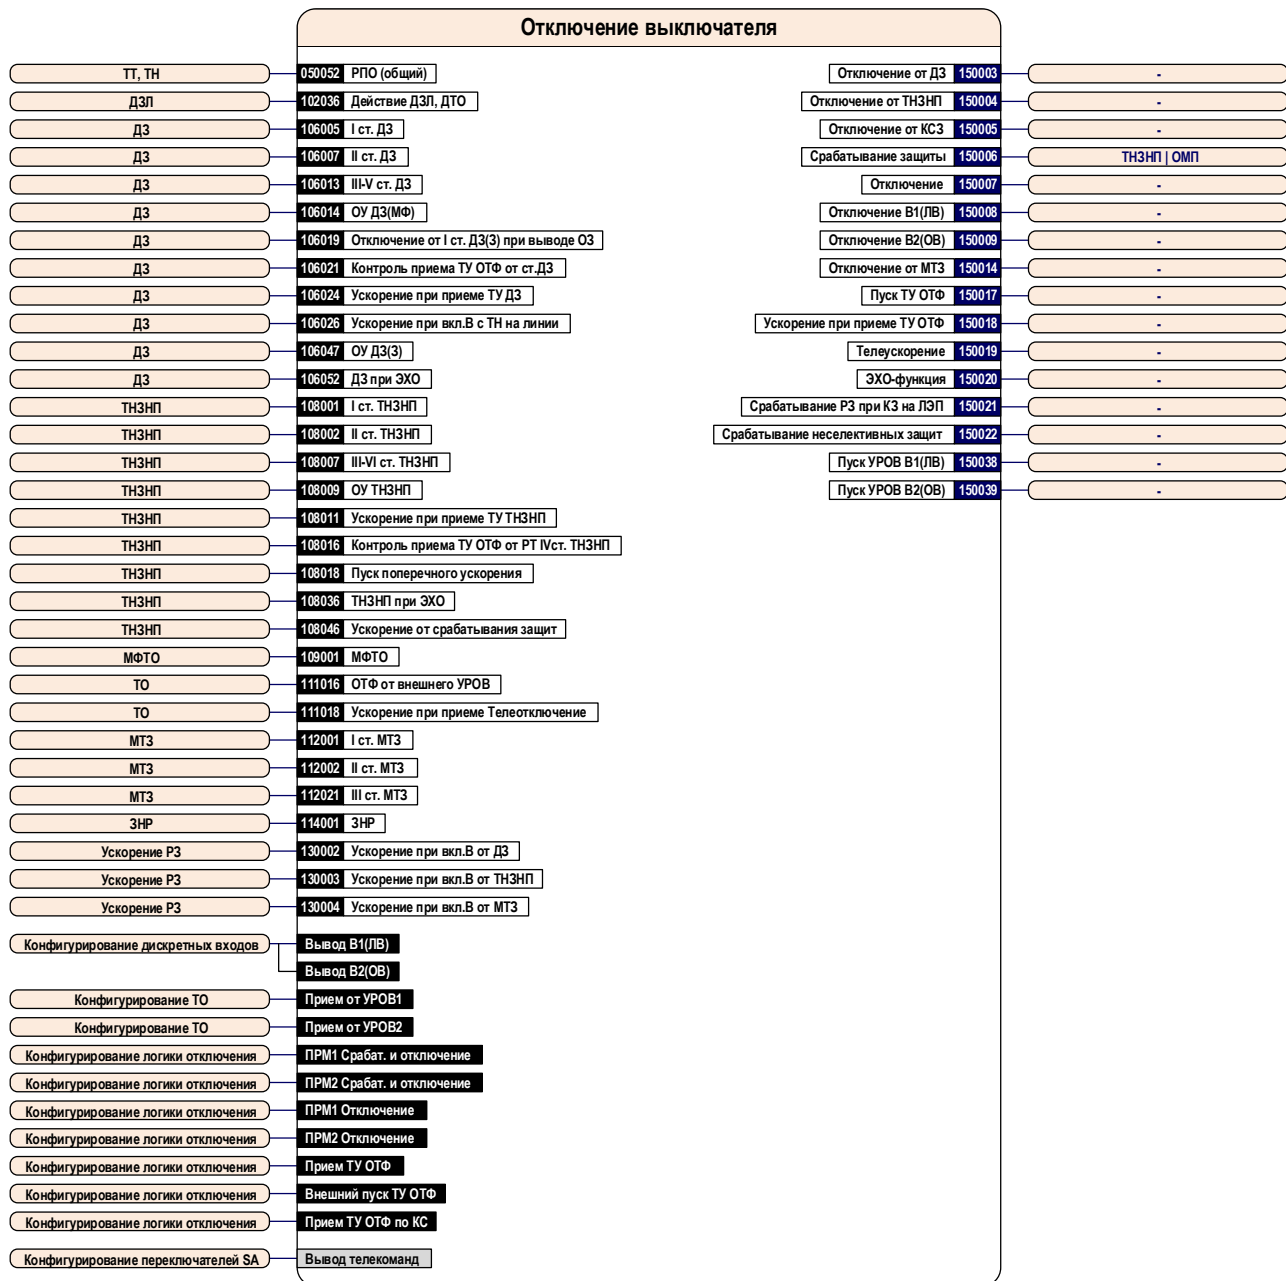 Отключение выключателя
ТТ, ТН 050052 РПО (общий) Отключение от ДЗ 150003 -
ДЗЛ 102036 Действие ДЗЛ, ДТО Отключение от ТНЗНП 150004 -
ДЗ 106005 I ст. ДЗ Отключение от КСЗ 150005 -
ДЗ 106007 II ст. ДЗ Срабатывание защиты 150006 ТНЗНП | ОМП
ДЗ 106013 III-V ст. ДЗ Отключение 150007 -
ДЗ 106014 ОУ ДЗ(МФ) Отключение В1(ЛВ) 150008 -
ДЗ 106019 Отключение от I ст. ДЗ(З) при выводе ОЗ Отключение В2(ОВ) 150009 -
ДЗ 106021 Контроль приема ТУ ОТФ от ст.ДЗ Отключение от МТЗ 150014 -
ДЗ 106024 Ускорение при приеме ТУ ДЗ Пуск ТУ ОТФ 150017 -
ДЗ 106026 Ускорение при вкл.В с ТН на линии Ускорение при приеме ТУ ОТФ 150018 -
ДЗ 106047 ОУ ДЗ(З) Телеускорение 150019 -
ДЗ 106052 ДЗ при ЭХО ЭХО-функция 150020 -
ТНЗНП 108001 I ст. ТНЗНП Срабатывание РЗ при КЗ на ЛЭП 150021 -
ТНЗНП 108002 II ст. ТНЗНП Срабатывание неселективных защит 150022 -
ТНЗНП 108007 III-VI ст. ТНЗНП Пуск УРОВ В1(ЛВ) 150038 -
ТНЗНП 108009 ОУ ТНЗНП Пуск УРОВ В2(ОВ) 150039 -
ТНЗНП 108011 Ускорение при приеме ТУ ТНЗНП
ТНЗНП 108016 Контроль приема ТУ ОТФ от РТ IVст. ТНЗНП
ТНЗНП 108018 Пуск поперечного ускорения
ТНЗНП 108036 ТНЗНП при ЭХО
ТНЗНП 108046 Ускорение от срабатывания защит
МФТО 109001 МФТО
ТО 111016 ОТФ от внешнего УРОВ
ТО 111018 Ускорение при приеме Телеотключение
МТЗ 112001 I ст. МТЗ
МТЗ 112002 II ст. МТЗ
МТЗ 112021 III ст. МТЗ
ЗНР 114001 ЗНР
Ускорение РЗ 130002 Ускорение при вкл.В от ДЗ
Ускорение РЗ 130003 Ускорение при вкл.В от ТНЗНП
Ускорение РЗ 130004 Ускорение при вкл.В от МТЗ
Конфигурирование дискретных входов Вывод В1(ЛВ)
Вывод В2(ОВ)
Конфигурирование ТО Прием от УРОВ1
Конфигурирование ТО Прием от УРОВ2
Конфигурирование логики отключения ПРМ1 Срабат. и отключение
Конфигурирование логики отключения ПРМ2 Срабат. и отключение
Конфигурирование логики отключения ПРМ1 Отключение
Конфигурирование логики отключения ПРМ2 Отключение
Конфигурирование логики отключения Прием ТУ ОТФ
Конфигурирование логики отключения Внешний пуск ТУ ОТФ
Конфигурирование логики отключения Прием ТУ ОТФ по КС
Конфигурирование переключателей SA Вывод телекоманд